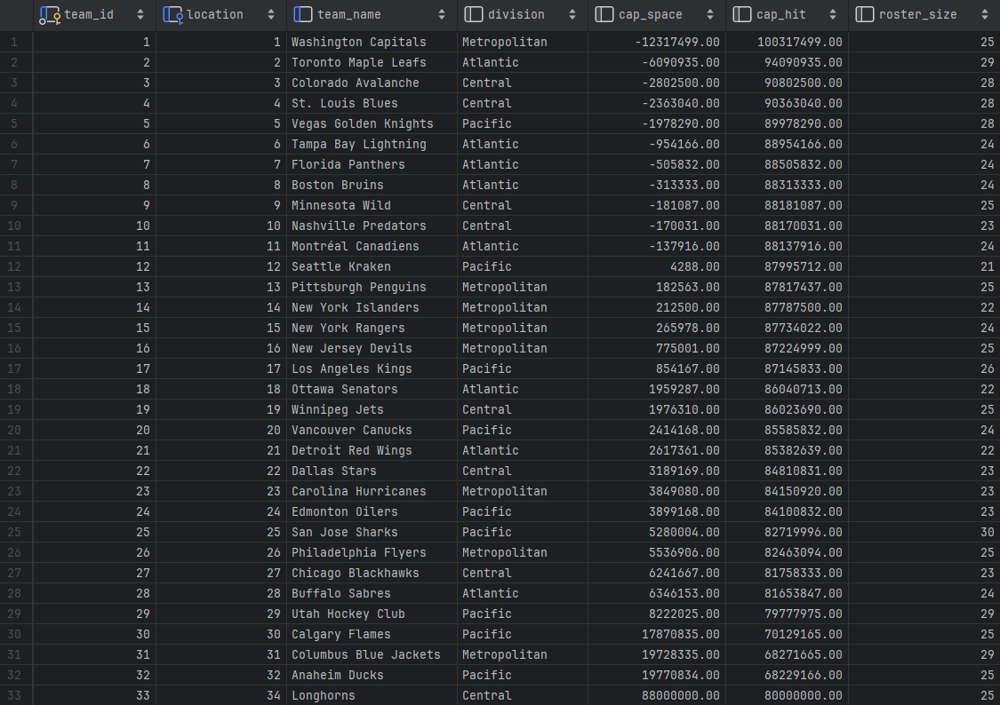 team_id location team_name division cap_space cap_hit roster_size
1 1 1 Washington Capitals Metropolitan -12317499.00 100317499.00 25
2 2 2 Toronto Maple Leafs Atlantic -6090935.00 94090935.00 29
3 3 3 Colorado Avalanche Central -2802500.00 90802500.00 28
4 4 4 St. Louis Blues Central -2363040.00 90363040.00 28
5 5 5 Vegas Golden Knights Pacific -1978290.00 89978290.00 28
6 6 6 Tampa Bay Lightning Atlantic -954166.00 88954166.00 24
7 7 7 Florida Panthers Atlantic -505832.00 88505832.00 24
8 8 8 Boston Bruins Atlantic -313333.00 88313333.00 24
9 9 9 Minnesota Wild Central -181087.00 88181087.00 25
10 10 10 Nashville Predators Central -170031.00 88170031.00 23
11 11 11 Montréal Canadiens Atlantic -137916.00 88137916.00 24
12 12 12 Seattle Kraken Pacific 4288.00 87995712.00 21
13 13 13 Pittsburgh Penguins Metropolitan 182563.00 87817437.00 25
14 14 14 New York Islanders Metropolitan 212500.00 87787500.00 22
15 15 15 New York Rangers Metropolitan 265978.00 87734022.00 24
16 16 16 New Jersey Devils Metropolitan 775001.00 87224999.00 25
17 17 17 Los Angeles Kings Pacific 854167.00 87145833.00 26
18 18 18 Ottawa Senators Atlantic 1959287.00 86040713.00 22
19 19 19 Winnipeg Jets Central 1976310.00 86023690.00 25
20 20 20 Vancouver Canucks Pacific 2414168.00 85585832.00 24
21 21 21 Detroit Red Wings Atlantic 2617361.00 85382639.00 22
22 22 22 Dallas Stars Central 3189169.00 84810831.00 23
23 23 23 Carolina Hurricanes Metropolitan 3849080.00 84150920.00 23
24 24 24 Edmonton Oilers Pacific 3899168.00 84100832.00 23
25 25 25 San Jose Sharks Pacific 5280004.00 82719996.00 30
26 26 26 Philadelphia Flyers Metropolitan 5536906.00 82463094.00 25
27 27 27 Chicago Blackhawks Central 6241667.00 81758333.00 23
28 28 28 Buffalo Sabres Atlantic 6346153.00 81653847.00 24
29 29 29 Utah Hockey Club Pacific 8222025.00 79777975.00 29
30 30 30 Calgary Flames Pacific 17870835.00 70129165.00 25
31 31 31 Columbus Blue Jackets Metropolitan 19728335.00 68271665.00 29
32 32 32 Anaheim Ducks Pacific 19770834.00 68229166.00 25
33 33 34 Longhorns Central 88000000.00 80000000.00 25